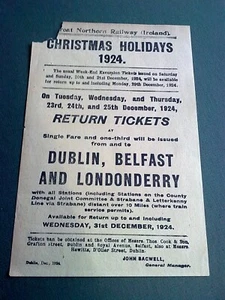 Great Northern Railway (Ireland).
CHRISTMAS HOLIDAYS
1924.
The usual Week-End Excursion Tickets issued on Saturday
and Sunday, 20th and 21st December, 1924, will be available
for return up to and including Monday, 29th December, 1924.
On Tuesday, Wednesday, and Thursday,
23rd, 24th, and 25th December, 1924,
RETURN TICKETS
AT
Single Fare and one-third will be issued
from and to
DUBLIN, BELFAST
AND LONDONDERRY
with all Stations (including Stations on the County
Donegal Joint Committee & Strabane & Letterkenny
Line via Strabane) distant over 10 Miles (where train
service permits).
Available for Return up to and including
WEDNESDAY, 31st DECEMBER, 1924.
Tickets can be obtained at the Offices of Messrs. Thos Cook & Son,
Grafton street, Dublin, and Royal Avenue, Belfast, also at Messrs.
Hewitts, D'Olier Street, Dublin.
JOHN BAGWELL,
General Manager.
Dublin, Dec., 1924.